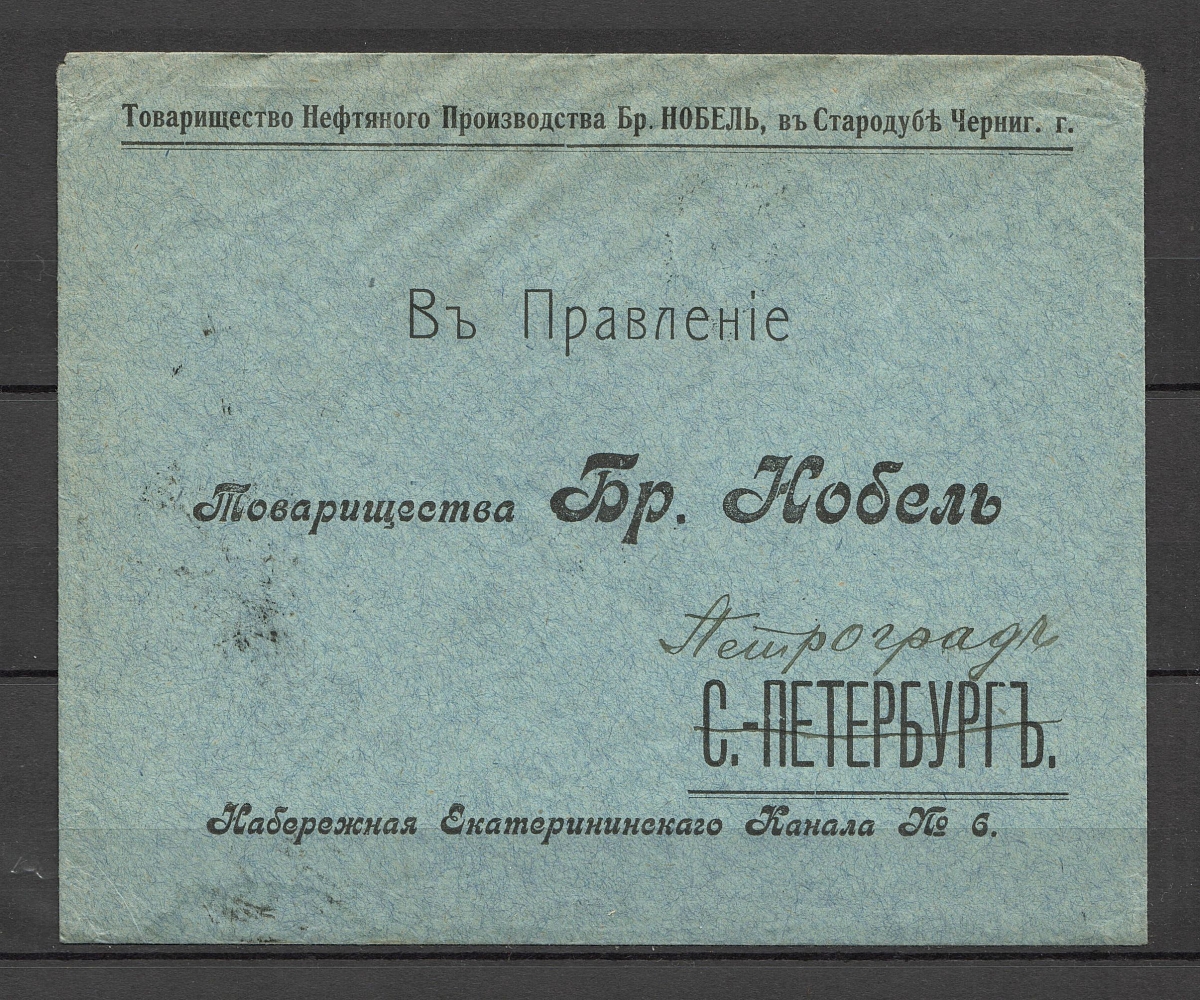 Товарищество Нефтяного Производства Бр. НОБЕЛЬ, въ Стародубѣ Черниг. г.
Въ Правленіе
Товарищества Бр. Нобель
Петроградъ
С.-ПЕТЕРБУРГЪ.
Набережная Екатерининскаго Канала № 6.